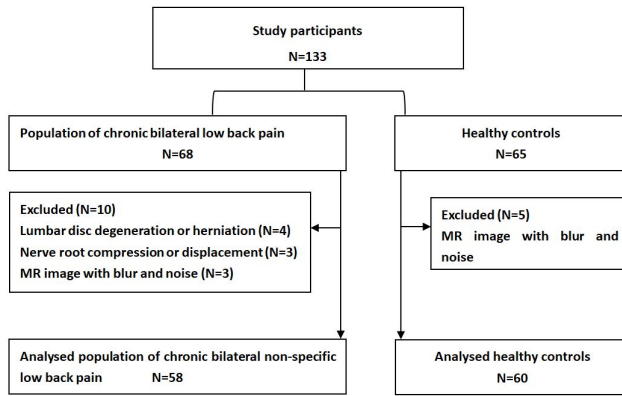 Study participants
N=133
Population of chronic bilateral low back pain
N=68
Healthy controls
N=65
Excluded (N=10)
Lumbar disc degeneration or herniation (N=4)
Nerve root compression or displacement (N=3)
MR image with blur and noise (N=3)
Excluded (N=5)
MR image with blur and
noise
Analysed population of chronic bilateral non-specific
low back pain N=58
Analysed healthy controls
N=60